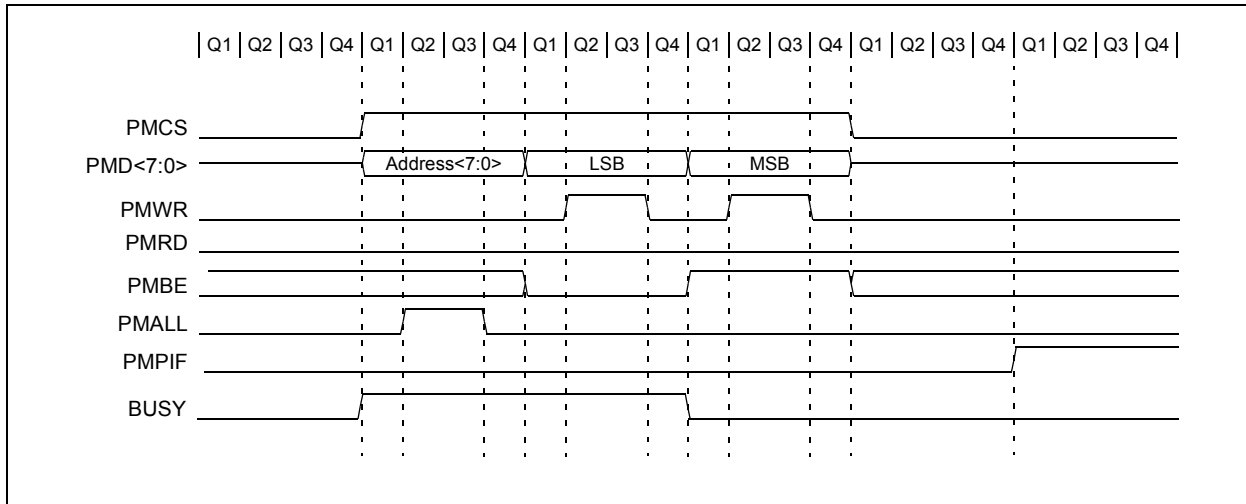 Q1 Q2 Q3 Q4 Q1 Q2 Q3 Q4 Q1 Q2 Q3 Q4 Q1 Q2 Q3 Q4 Q1 Q2 Q3 Q4 Q1 Q2 Q3 Q4
PMCS
PMD<7:0> Address<7:0> LSB MSB
PMWR
PMRD
PMBE
PMALL
PMPIF
BUSY